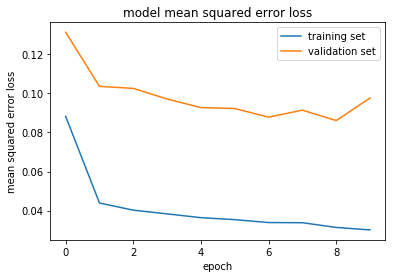 model mean squared error loss
training set
validation set
mean squared error loss
0.12
0.10
0.08
0.06
0.04
0 2 4 6 8
epoch